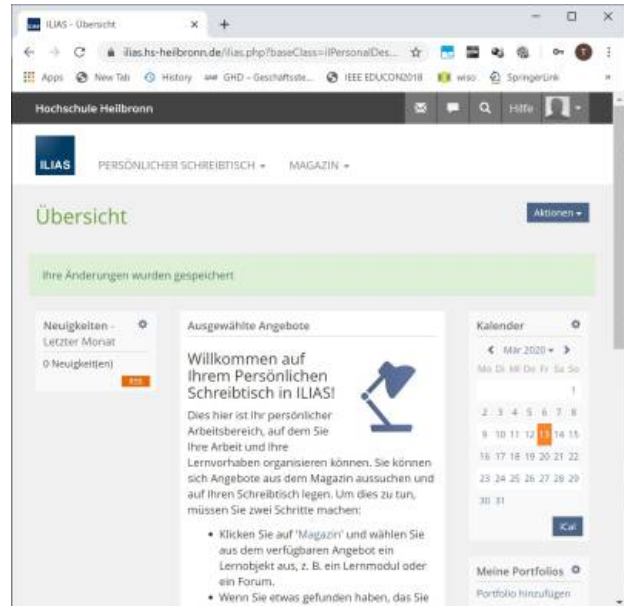 ILIAS - Übersicht
ilias.hs-heilbronn.de/ilias.php?baseClass=ilPersonalDes...
Apps New Tab History GHD - Geschäftsste... IEEE EDUCON2018 wiso SpringerLink »
Hochschule Heilbronn Hilfe
ILIAS PERSÖNLICHER SCHREIBTISCH MAGAZIN
Übersicht
Aktionen
Ihre Änderungen wurden gespeichert
Neuigkeiten -
Letzter Monat
0 Neuigkeit(en)
RSS
Ausgewählte Angebote
Willkommen auf
Ihrem Persönlichen
Schreibtisch in ILIAS!
Dies hier ist Ihr persönlicher
Arbeitsbereich, auf dem Sie
Ihre Arbeit und Ihre
Lernvorhaben organisieren können. Sie können
sich Angebote aus dem Magazin aussuchen und
auf Ihren Schreibtisch legen. Um dies zu tun,
müssen Sie zwei Schritte machen:
• Klicken Sie auf 'Magazin' und wählen Sie
aus dem verfügbaren Angebot ein
Lernobjekt aus, z. B. ein Lernmodul oder
ein Forum.
• Wenn Sie etwas gefunden haben, das Sie
Kalender
Mär 2020
Mo Di Mi Do Fr Sa So
1
2 3 4 5 6 7 8
9 10 11 12 13 14 15
16 17 18 19 20 21 22
23 24 25 26 27 28 29
30 31
iCal
Meine Portfolios
Portfolio hinzufügen